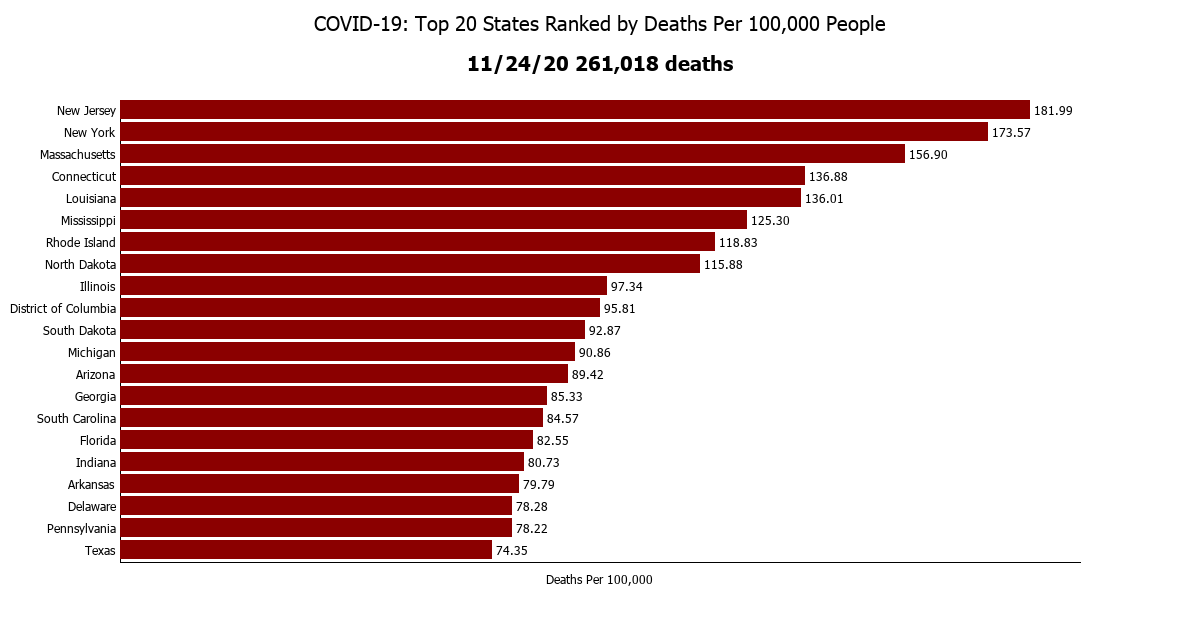 COVID-19: Top 20 States Ranked by Deaths Per 100,000 People
11/24/20 261,018 deaths
New Jersey 181.99
New York 173.57
Massachusetts 156.90
Connecticut 136.88
Louisiana 136.01
Mississippi 125.30
Rhode Island 118.83
North Dakota 115.88
Illinois 97.34
District of Columbia 95.81
South Dakota 92.87
Michigan 90.86
Arizona 89.42
Georgia 85.33
South Carolina 84.57
Florida 82.55
Indiana 80.73
Arkansas 79.79
Delaware 78.28
Pennsylvania 78.22
Texas 74.35
Deaths Per 100,000